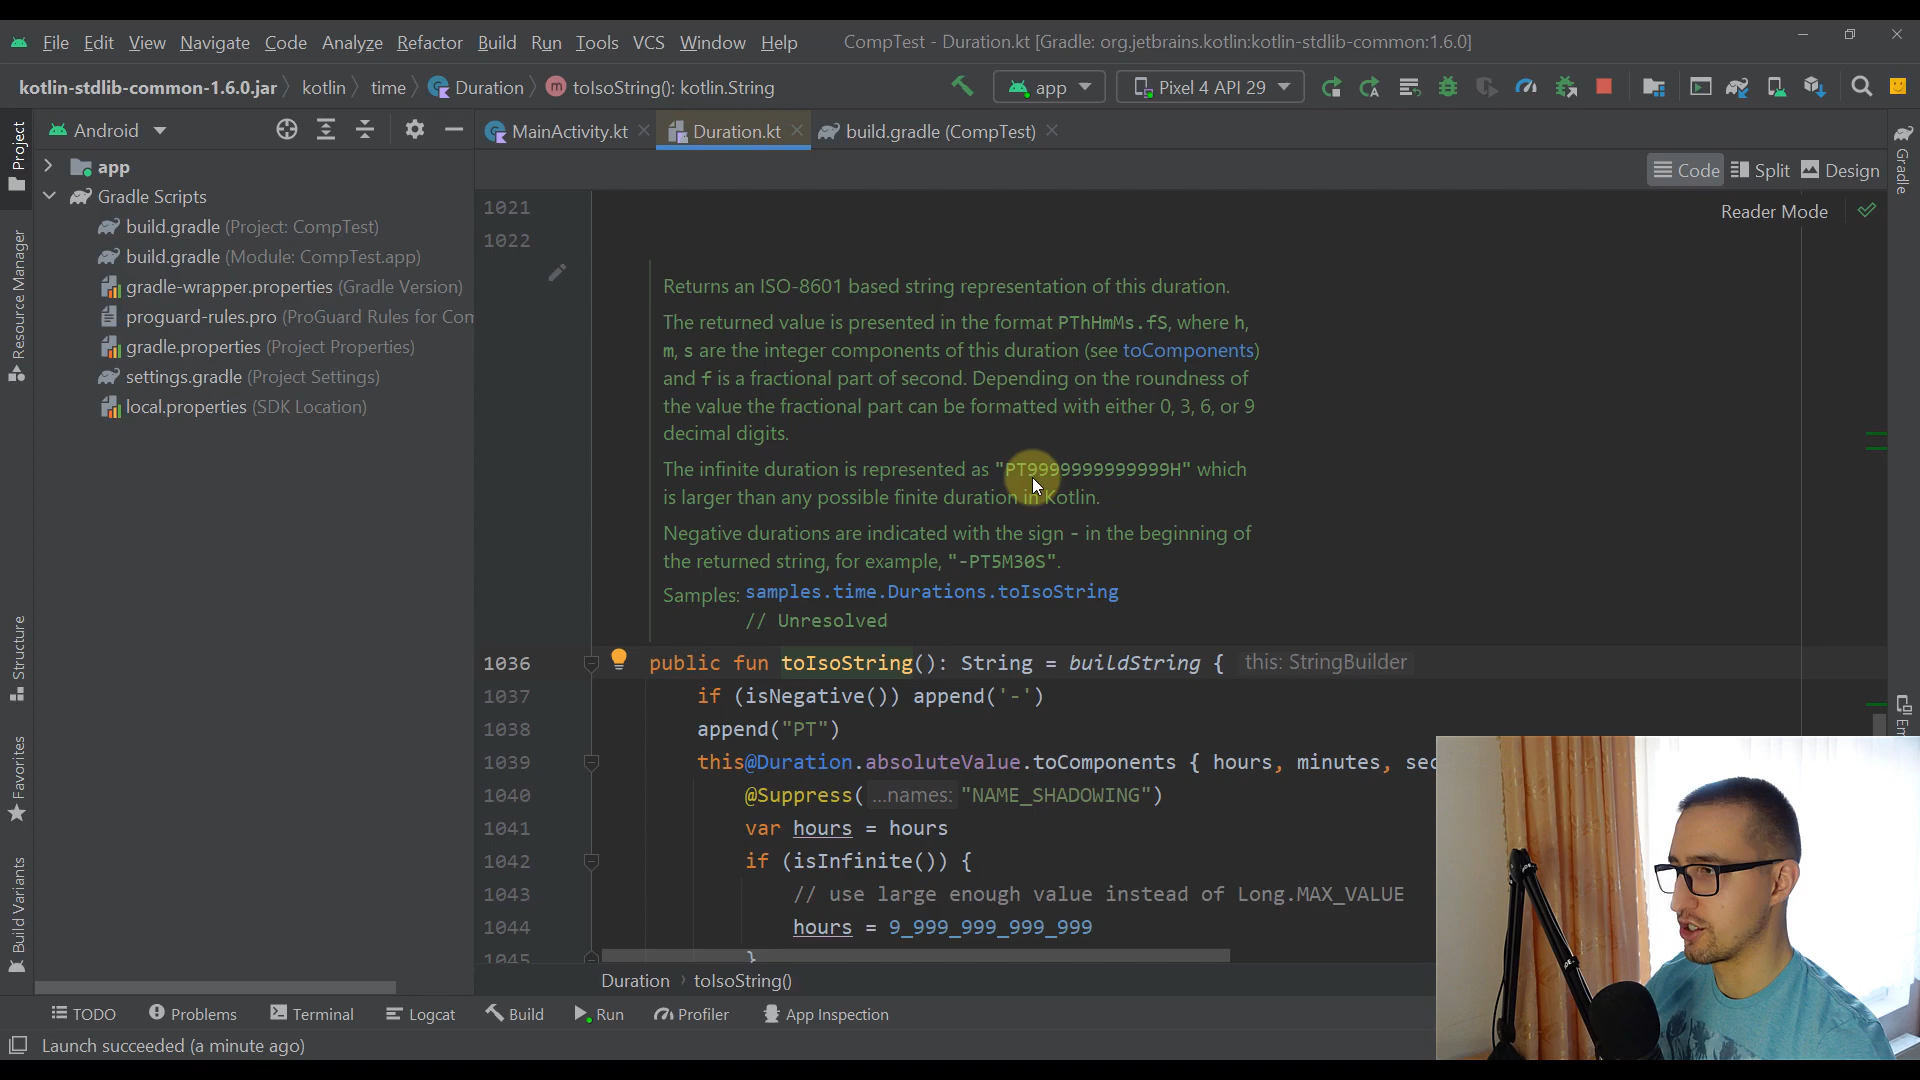 File Edit View Navigate Code Analyze Refactor Build Run Tools VCS Window Help CompTest - Duration.kt [Gradle: org.jetbrains.kotlin:kotlin-stdlib-common:1.6.0]
kotlin-stdlib-common-1.6.0.jar kotlin time Duration toIsoString(): kotlin.String app Pixel 4 API 29
Android
MainActivity.kt Duration.kt build.gradle (CompTest)
Code Split Design
Reader Mode
Project
Resource Manager
Structure
Favorites
Build Variants
Gradle
app
Gradle Scripts
build.gradle (Project: CompTest)
build.gradle (Module: CompTest.app)
gradle-wrapper.properties (Gradle Version)
proguard-rules.pro (ProGuard Rules for Com
gradle.properties (Project Properties)
settings.gradle (Project Settings)
local.properties (SDK Location)
1021
1022
Returns an ISO-8601 based string representation of this duration.
The returned value is presented in the format PThHmMs.fS, where h,
m, s are the integer components of this duration (see toComponents)
and f is a fractional part of second. Depending on the roundness of
the value the fractional part can be formatted with either 0, 3, 6, or 9
decimal digits.
The infinite duration is represented as "PT9999999999999H" which
is larger than any possible finite duration in Kotlin.
Negative durations are indicated with the sign - in the beginning of
the returned string, for example, "-PT5M30S".
Samples: samples.time.Durations.toIsoString
// Unresolved
1036 public fun toIsoString(): String = buildString { this: StringBuilder
1037 if (isNegative()) append('-')
1038 append("PT")
1039 this@Duration.absoluteValue.toComponents { hours, minutes, sec
1040 @Suppress( ...names: "NAME_SHADOWING")
1041 var hours = hours
1042 if (isInfinite()) {
1043 // use large enough value instead of Long.MAX_VALUE
1044 hours = 9_999_999_999_999
1045 }
Duration toIsoString()
TODO Problems Terminal Logcat Build Run Profiler App Inspection
Launch succeeded (a minute ago)